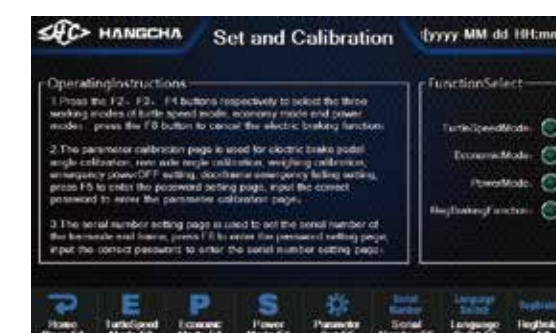 HANGCHA
Set and Calibration
(yyyy-MM-dd HH:mm
OperatingInstructions
1.Press the F2、F3、F4 buttons respectively to select the three
working modes of turtle speed mode, economy mode and power
mode, press the F8 button to cancel the electric braking function.
2.The parameter calibration page is used for electric brake pedal
angle calibration, rear axle angle calibration, weighing calibration,
emergency powerOFF setting, doorframe emergency failing setting,
press F5 to enter the password setting page, input the correct
password to enter the parameter calibration page.
3.The serial number setting page is used to set the serial number of
the and press F6 to enter the password setting page,
input the correct password to enter the serial number setting page.
FunctionSelect
TurtleSpeedMode:
EconomicMode:
PowerMode:
RegBrakingFunction:
E
P
S
Serial
Number
Language
Switch
Home
TurtleSpeed
Economic
Power
Parameter
Serial
Language